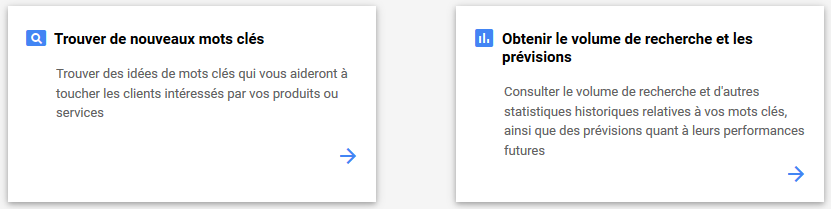 Trouver de nouveaux mots clés
Trouver des idées de mots clés qui vous aideront à
toucher les clients intéressés par vos produits ou
services
Obtenir le volume de recherche et les
prévisions
Consulter le volume de recherche et d'autres
statistiques historiques relatives à vos mots clés,
ainsi que des prévisions quant à leurs performances
futures